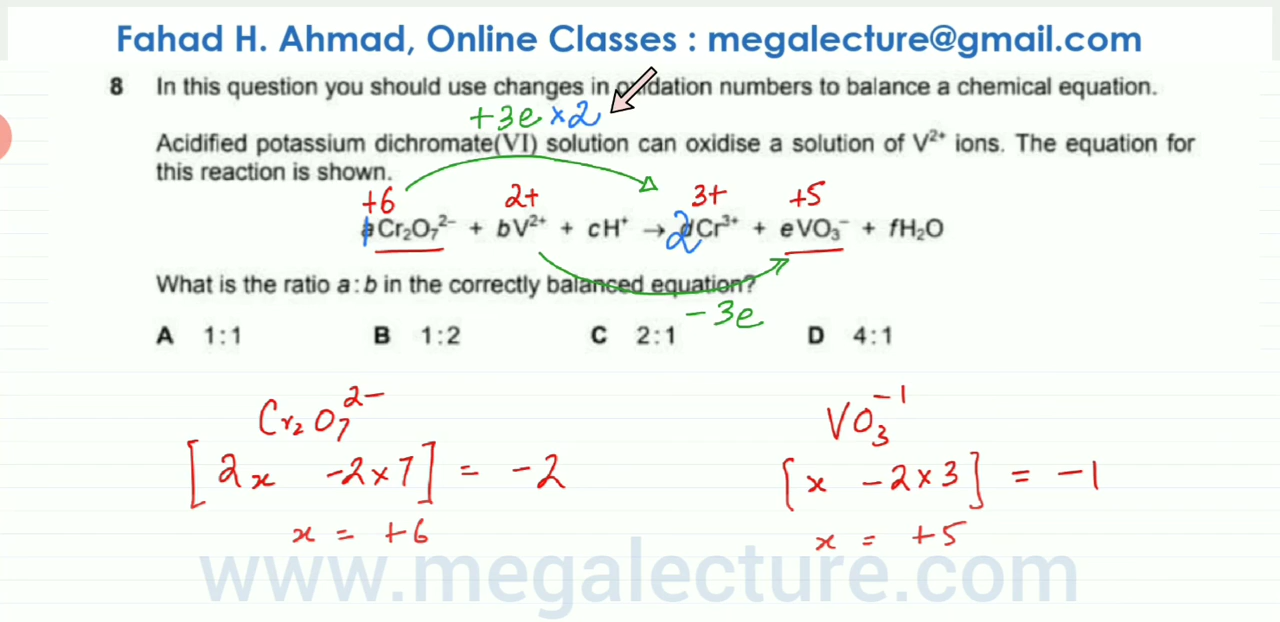 Fahad H. Ahmad, Online Classes : megalecture@gmail.com
8 In this question you should use changes in oxidation numbers to balance a chemical equation.
+3e ×2
Acidified potassium dichromate(VI) solution can oxidise a solution of V²⁺ ions. The equation for
this reaction is shown.
+6 2+ 3+ +5
1Cr₂O₇²⁻ + bV²⁺ + cH⁺ → 2Cr³⁺ + eVO₃⁻ + fH₂O
What is the ratio a : b in the correctly balanced equation?
−3e
A 1 : 1 B 1 : 2 C 2 : 1 D 4 : 1
Cr₂O₇²⁻ VO₃⁻¹
[2x −2×7] = −2 [x −2×3] = −1
x = +6 x = +5
www.megalecture.com